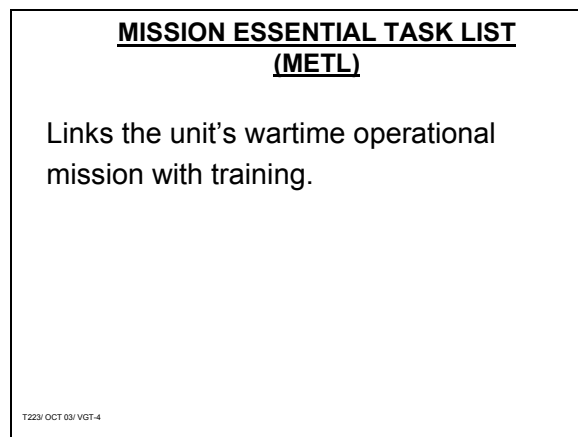 MISSION ESSENTIAL TASK LIST
(METL)
Links the unit's wartime operational
mission with training.
T223/ OCT 03/ VGT-4